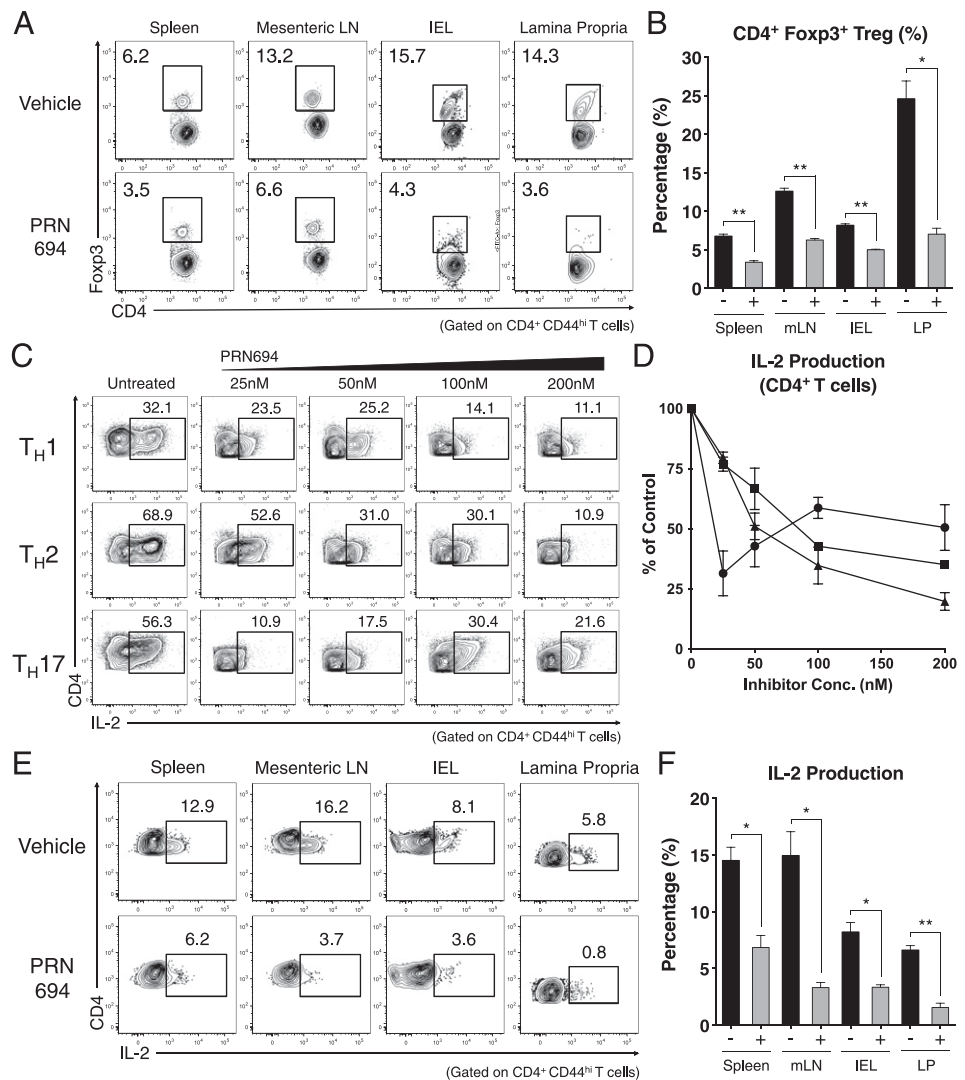 A
Spleen
Mesenteric LN
IEL
Lamina Propria
Vehicle
6.2
13.2
15.7
14.3
PRN
694
3.5
6.6
4.3
3.6
Foxp3
CD4
(Gated on CD4+ CD44hi T cells)
B
CD4+ Foxp3+ Treg (%)
Percentage (%)
30
25
20
15
10
5
0
**
**
**
*
- + - + - + - +
Spleen mLN IEL LP
C
PRN694
Untreated
25nM
50nM
100nM
200nM
TH1
32.1
23.5
25.2
14.1
11.1
TH2
68.9
52.6
31.0
30.1
10.9
TH17
56.3
10.9
17.5
30.4
21.6
CD4
IL-2
(Gated on CD4+ CD44hi T cells)
D
IL-2 Production
(CD4+ T cells)
% of Control
100
75
50
25
0
0 50 100 150 200
Inhibitor Conc. (nM)
E
Spleen
Mesenteric LN
IEL
Lamina Propria
Vehicle
12.9
16.2
8.1
5.8
PRN
694
6.2
3.7
3.6
0.8
CD4
IL-2
(Gated on CD4+ CD44hi T cells)
F
IL-2 Production
Percentage (%)
20
15
10
5
0
*
*
*
**
- + - + - + - +
Spleen mLN IEL LP